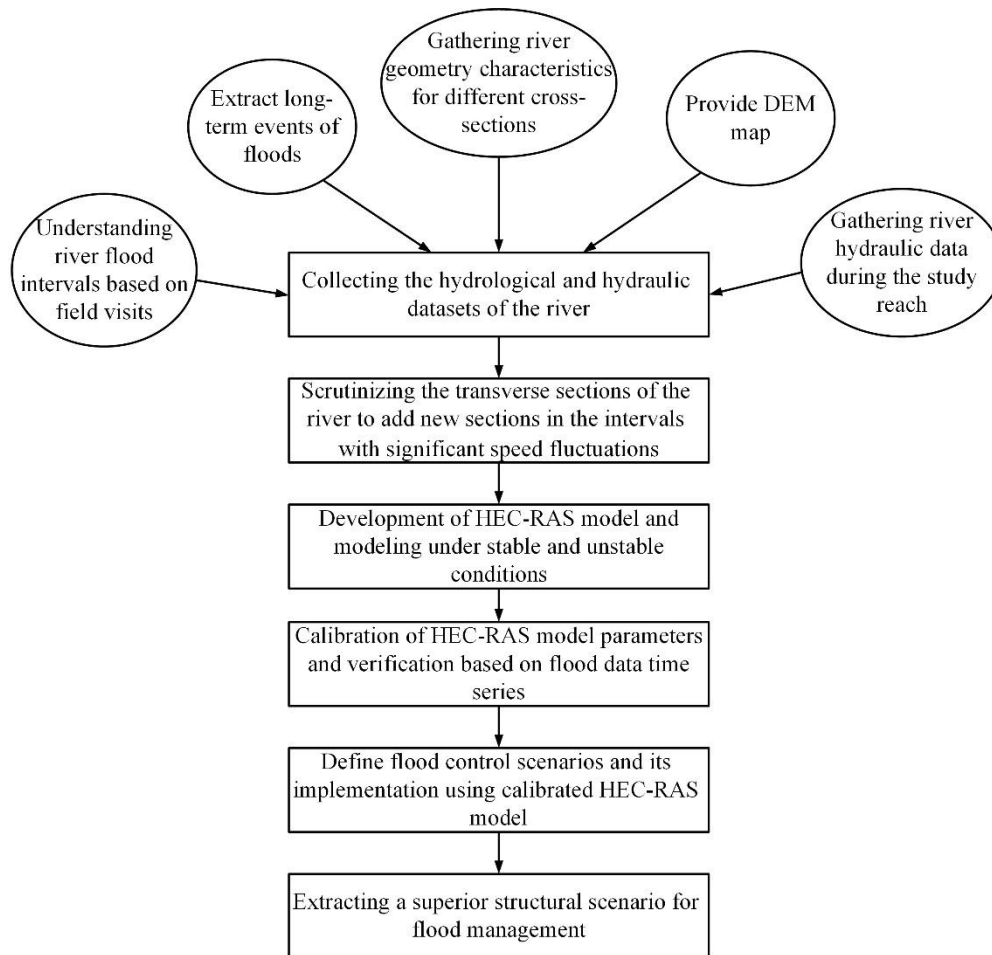 Gathering river
geometry characteristics
for different cross-
sections
Extract long-
term events of
floods
Provide DEM
map
Understanding
river flood
intervals based on
field visits
Gathering river
hydraulic data
during the study
reach
Collecting the hydrological and hydraulic
datasets of the river
Scrutinizing the transverse sections of the
river to add new sections in the intervals
with significant speed fluctuations
Development of HEC-RAS model and
modeling under stable and unstable
conditions
Calibration of HEC-RAS model parameters
and verification based on flood data time
series
Define flood control scenarios and its
implementation using calibrated HEC-RAS
model
Extracting a superior structural scenario for
flood management